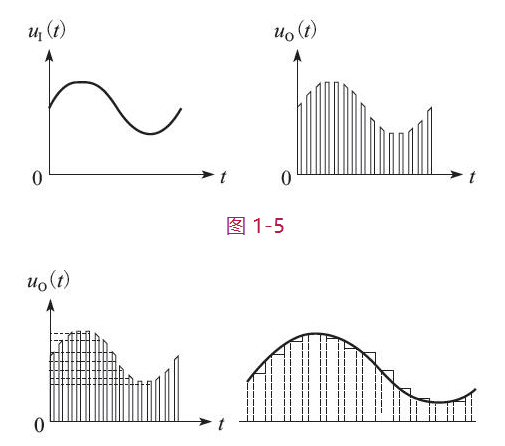 u_I(t) u_O(t)
0 t 0 t
图 1-5
u_O(t)
0 t